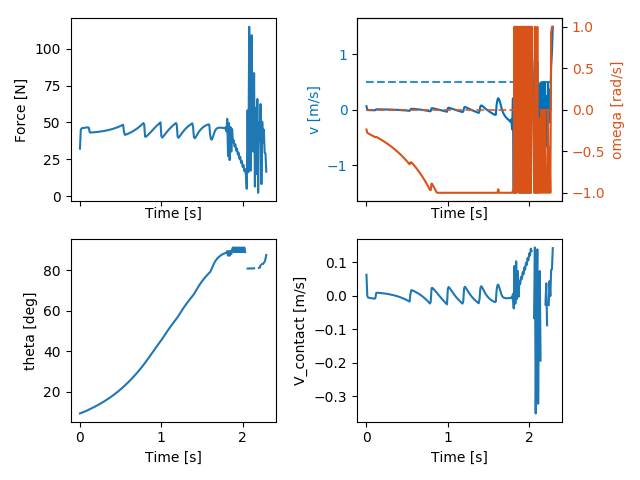 Force [N]
100
75
50
25
0
Time [s]
v [m/s]
1
0
−1
1.0
0.5
0.0
−0.5
−1.0
omega [rad/s]
Time [s]
theta [deg]
80
60
40
20
0 1 2
Time [s]
V_contact [m/s]
0.1
0.0
−0.1
−0.2
−0.3
0 1 2
Time [s]